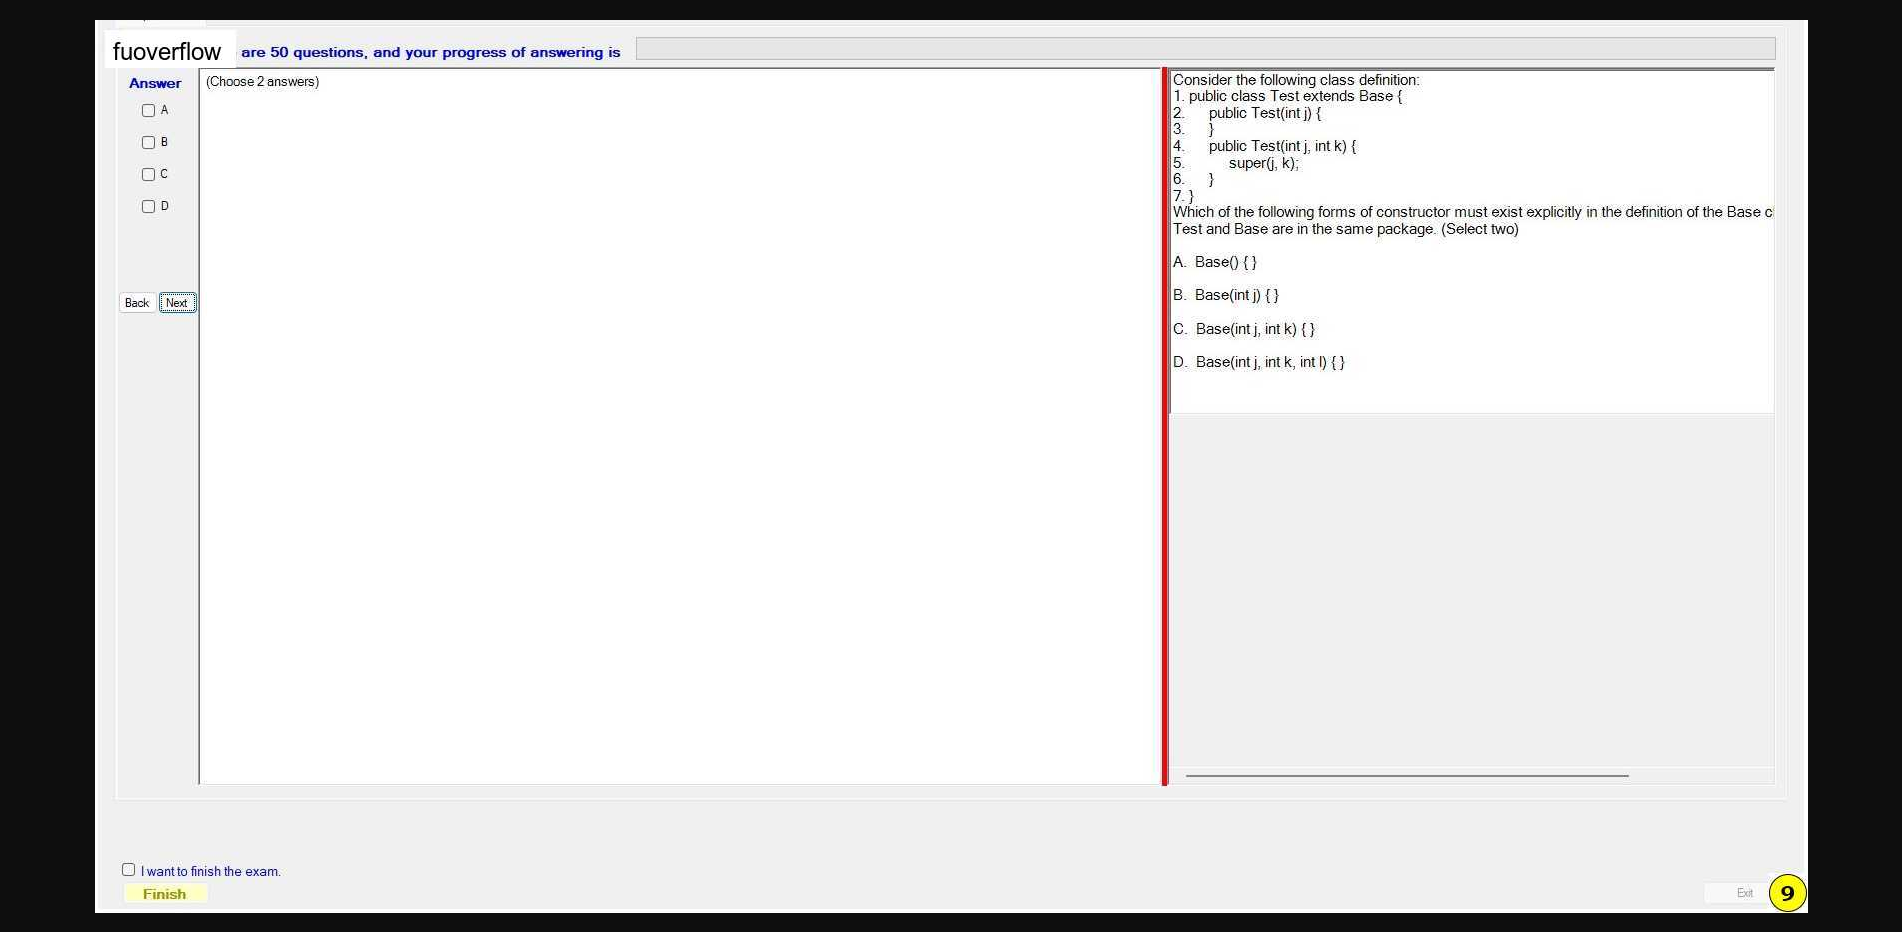 fuoverflow are 50 questions, and your progress of answering is
Answer
(Choose 2 answers)
A
B
C
D
Back Next
Consider the following class definition:
1. public class Test extends Base {
2. public Test(int j) {
3. }
4. public Test(int j, int k) {
5. super(j, k);
6. }
7. }
Which of the following forms of constructor must exist explicitly in the definition of the Base c
Test and Base are in the same package. (Select two)
A. Base() { }
B. Base(int j) { }
C. Base(int j, int k) { }
D. Base(int j, int k, int l) { }
I want to finish the exam.
Finish
Exit
9